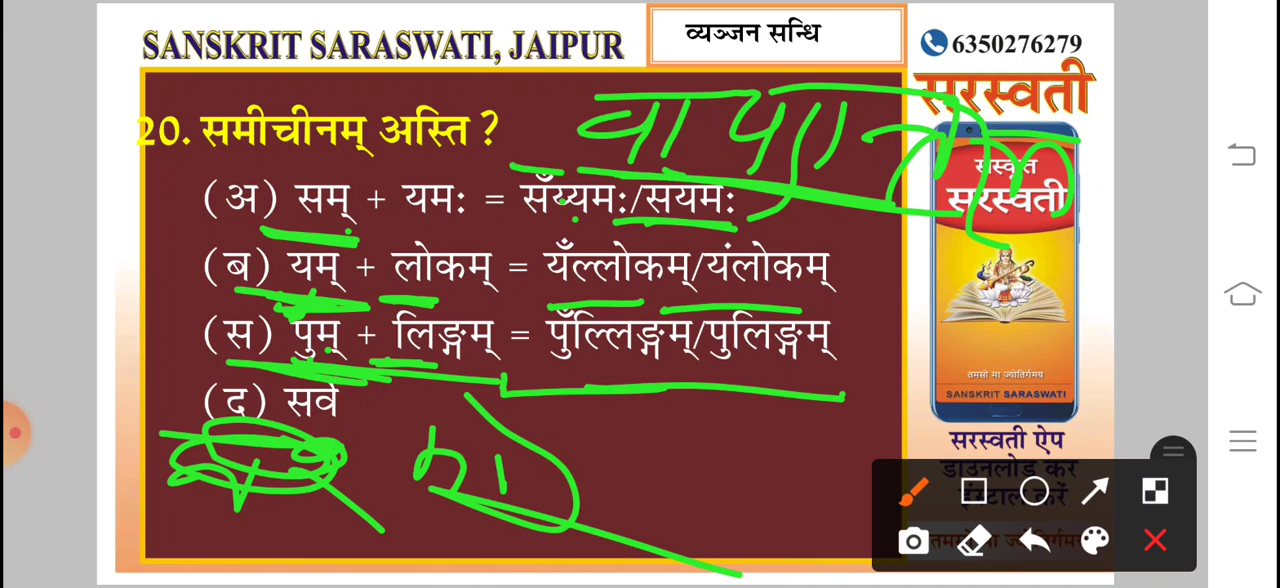 SANSKRIT SARASWATI, JAIPUR
व्यञ्जन सन्धि
6350276279
सरस्वती
20. समीचीनम् अस्ति ?
(अ) सम् + यमः = सँय्यमः/सयमः
(ब) यम् + लोकम् = यँल्लोकम्/यंलोकम्
(स) पुम् + लिङ्गम् = पुँल्लिङ्गम्/पुलिङ्गम्
(द) सर्वे
संस्कृत
सरस्वती
तमसो मा ज्योतिर्गमय
SANSKRIT SARASWATI
सरस्वती ऐप
डाउनलोड करें
इंस्टाल करें